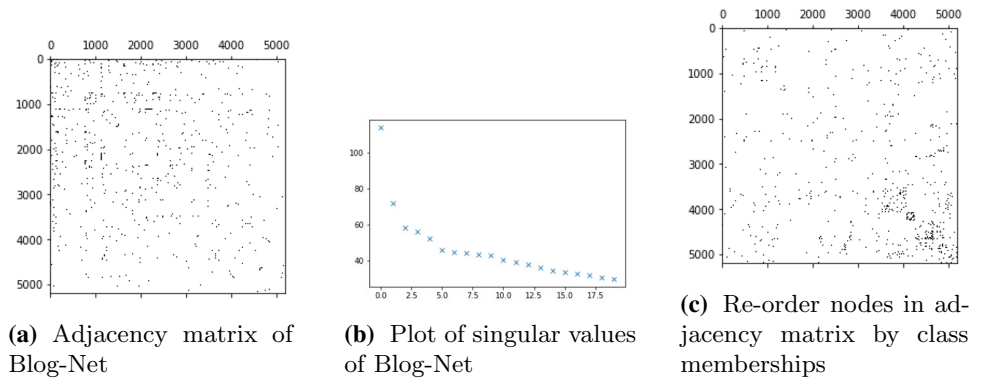 0 1000 2000 3000 4000 5000
0
1000
2000
3000
4000
5000
(a) Adjacency matrix of
Blog-Net
100
80
60
40
0.0 2.5 5.0 7.5 10.0 12.5 15.0 17.5
(b) Plot of singular values
of Blog-Net
0 1000 2000 3000 4000 5000
0
1000
2000
3000
4000
5000
(c) Re-order nodes in ad-
jacency matrix by class
memberships